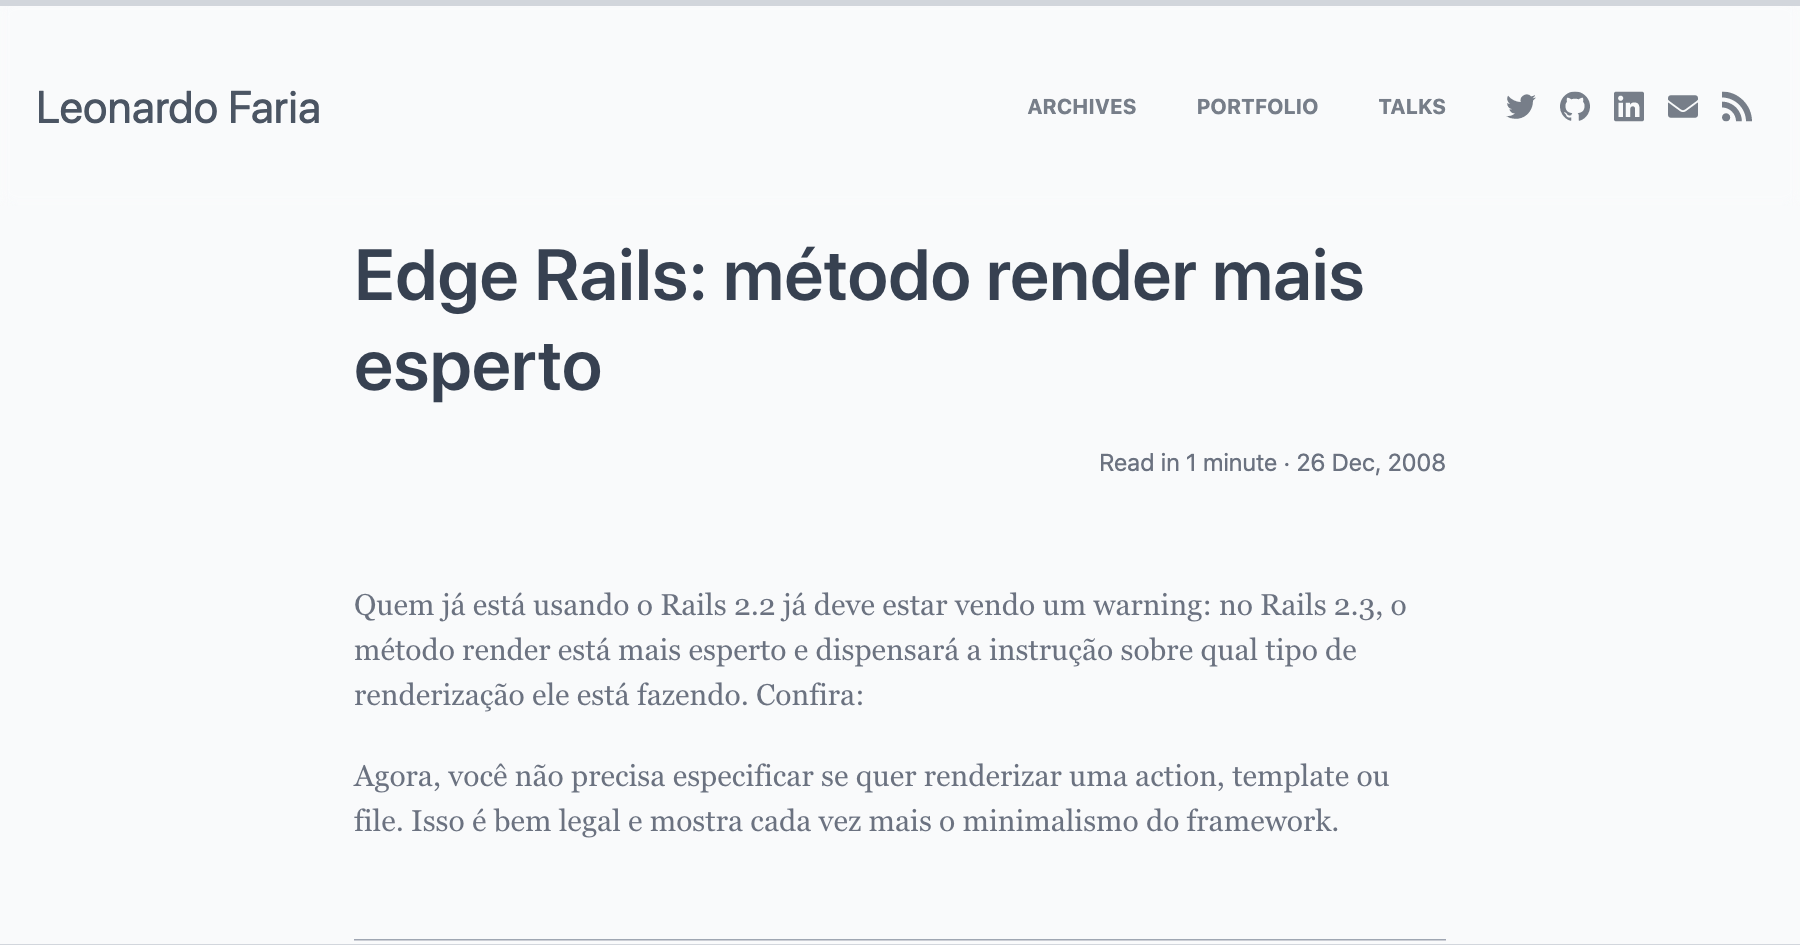 Leonardo Faria
ARCHIVES PORTFOLIO TALKS
Edge Rails: método render mais
esperto
Read in 1 minute · 26 Dec, 2008
Quem já está usando o Rails 2.2 já deve estar vendo um warning: no Rails 2.3, o
método render está mais esperto e dispensará a instrução sobre qual tipo de
renderização ele está fazendo. Confira:
Agora, você não precisa especificar se quer renderizar uma action, template ou
file. Isso é bem legal e mostra cada vez mais o minimalismo do framework.